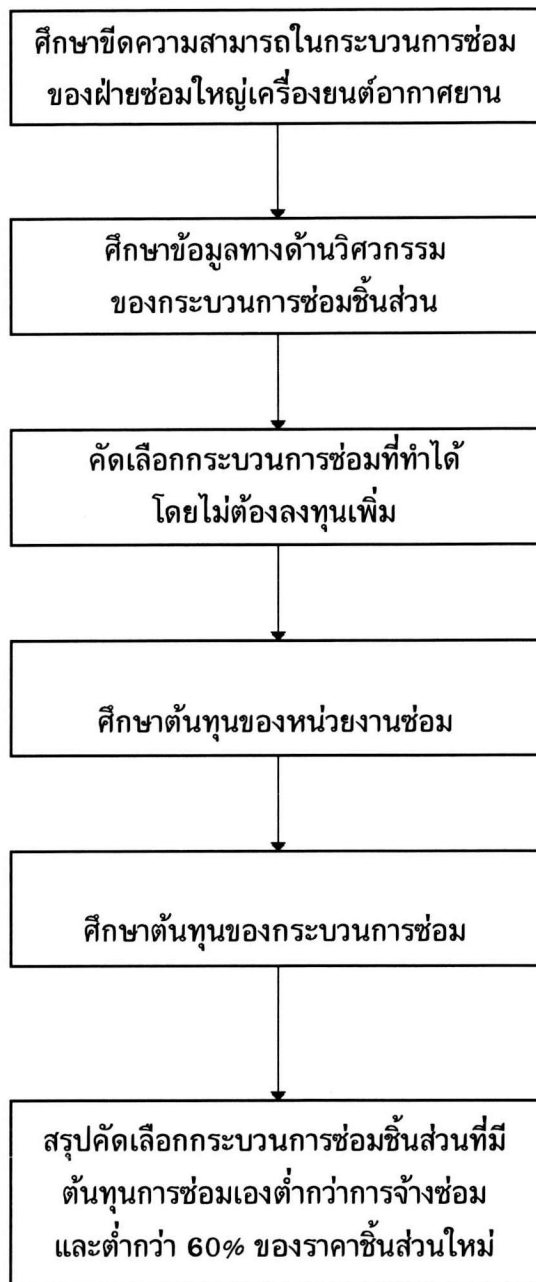 ศึกษาขีดความสามารถในกระบวนการซ่อม
ของฝ่ายซ่อมใหญ่เครื่องยนต์อากาศยาน
ศึกษาข้อมูลทางด้านวิศวกรรม
ของกระบวนการซ่อมชิ้นส่วน
คัดเลือกกระบวนการซ่อมที่ทำได้
โดยไม่ต้องลงทุนเพิ่ม
ศึกษาต้นทุนของหน่วยงานซ่อม
ศึกษาต้นทุนของกระบวนการซ่อม
สรุปคัดเลือกกระบวนการซ่อมชิ้นส่วนที่มี
ต้นทุนการซ่อมเองต่ำกว่าการจ้างซ่อม
และต่ำกว่า 60% ของราคาชิ้นส่วนใหม่